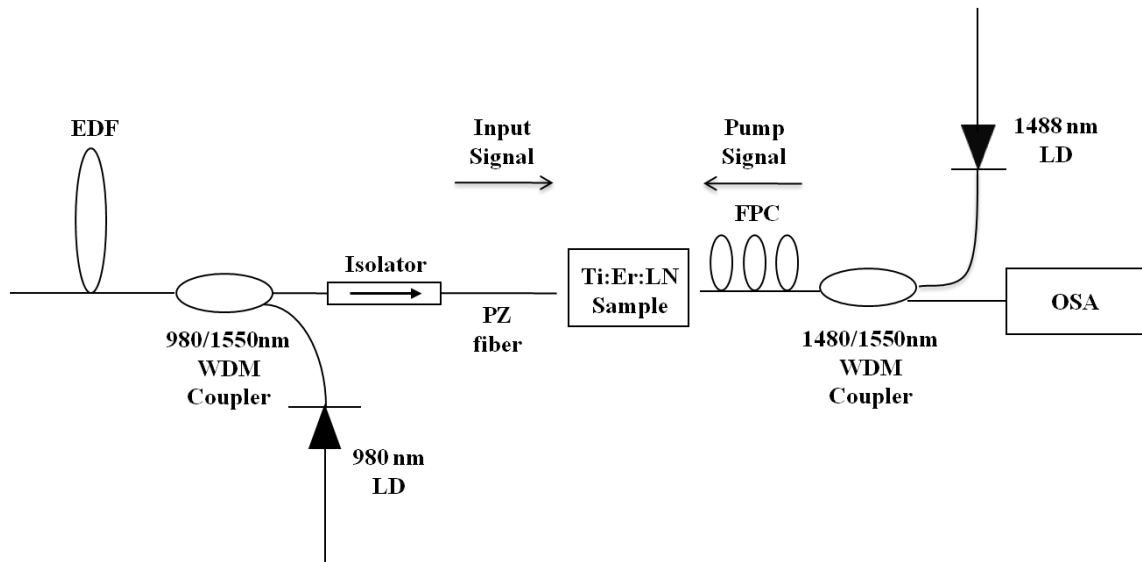 EDF
Input
Signal
Pump
Signal
1488 nm
LD
FPC
Isolator
Ti:Er:LN
Sample
OSA
PZ
fiber
980/1550nm
WDM
Coupler
1480/1550nm
WDM
Coupler
980 nm
LD